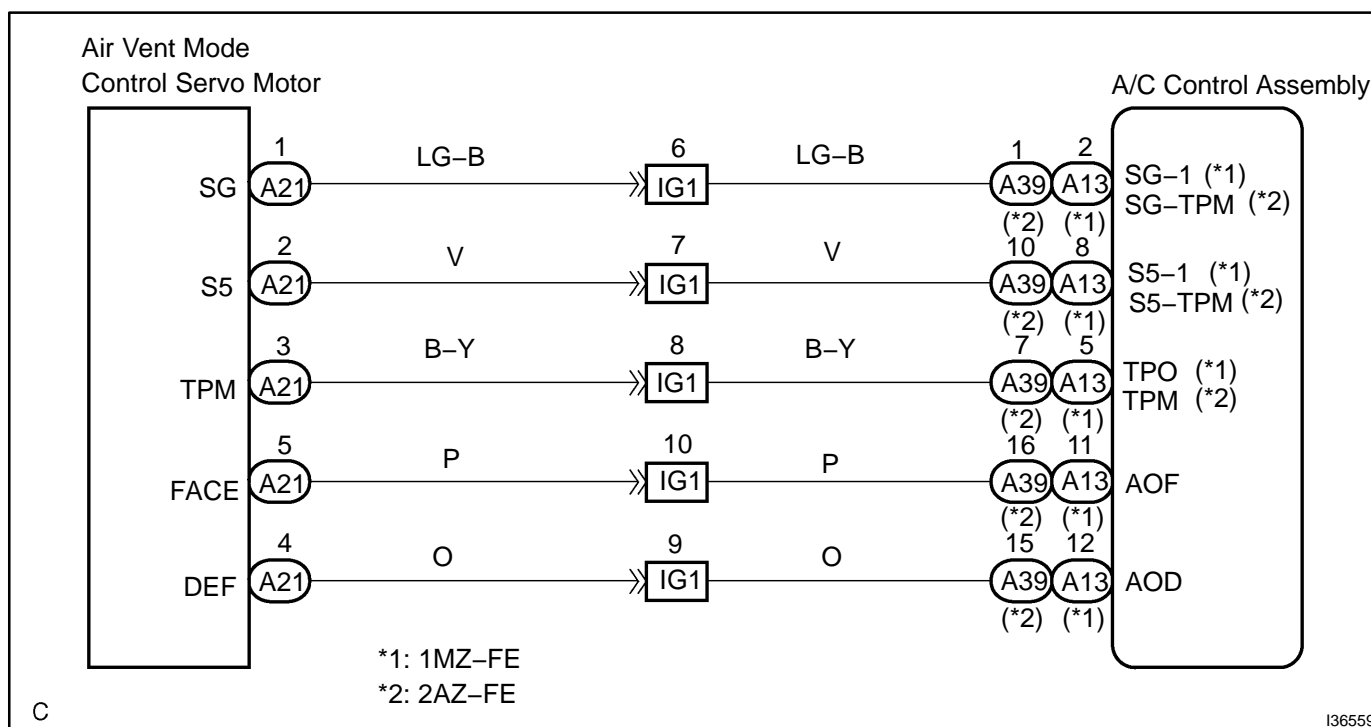 Air Vent Mode
Control Servo Motor
A/C Control Assembly
1 LG–B 6 LG–B 1 2
SG A21 IG1 A39 A13 SG–1 (*1)
SG–TPM (*2)
(*2) (*1)
2 V 7 V 10 8
S5 A21 IG1 A39 A13 S5–1 (*1)
S5–TPM (*2)
(*2) (*1)
3 B–Y 8 B–Y 7 5
TPM A21 IG1 A39 A13 TPO (*1)
TPM (*2)
(*2) (*1)
5 P 10 P 16 11
FACE A21 IG1 A39 A13 AOF
(*2) (*1)
4 O 9 O 15 12
DEF A21 IG1 A39 A13 AOD
(*2) (*1)
*1: 1MZ–FE
*2: 2AZ–FE
C
I36559